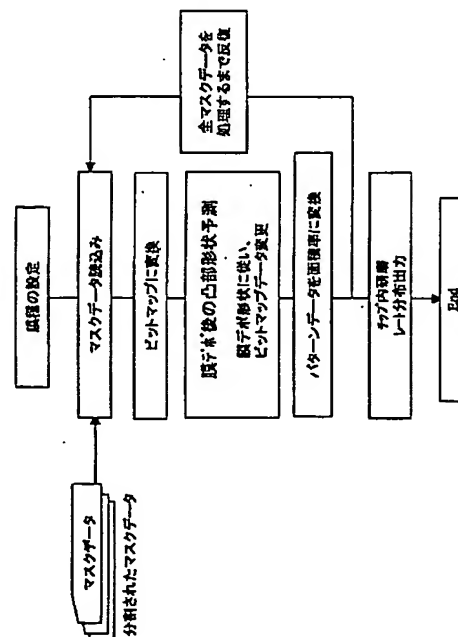 膜種の設定
マスクデータ
分割されたマスクデータ
マスクデータ読込み
全マスクデータを
処理するまで反復
ビットマップに変換
膜デポ後の凸部形状予測
膜デポ形状に従い、
ビットマップデータ変更
パターンデータを面積率に変換
チップ内研磨
レート分布出力
End